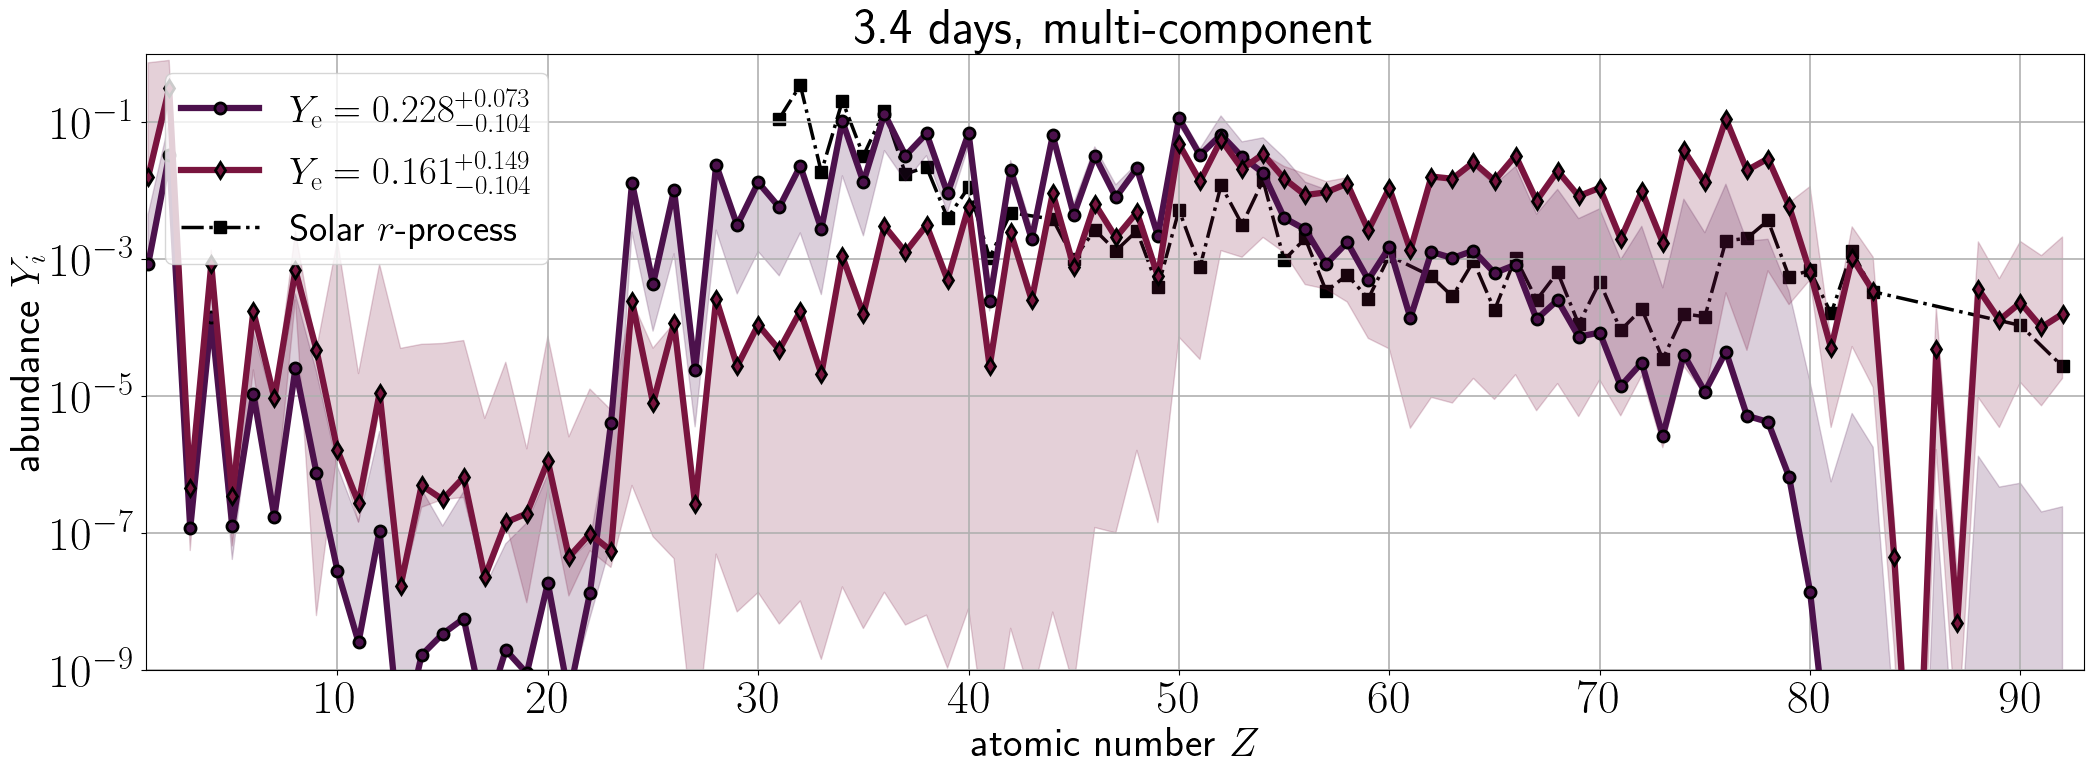 3.4 days, multi-component
Yₑ = 0.228 +0.073 −0.104
Yₑ = 0.161 +0.149 −0.104
Solar r-process
abundance Yᵢ
10⁻¹
10⁻³
10⁻⁵
10⁻⁷
10⁻⁹
10 20 30 40 50 60 70 80 90
atomic number Z